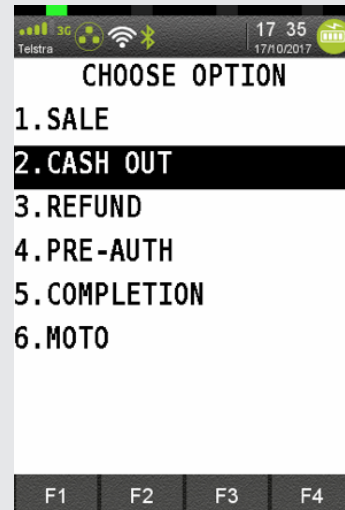 3G 17 35
Telstra 17/10/2017
CHOOSE OPTION
1.SALE
2.CASH OUT
3.REFUND
4.PRE-AUTH
5.COMPLETION
6.MOTO
F1 F2 F3 F4